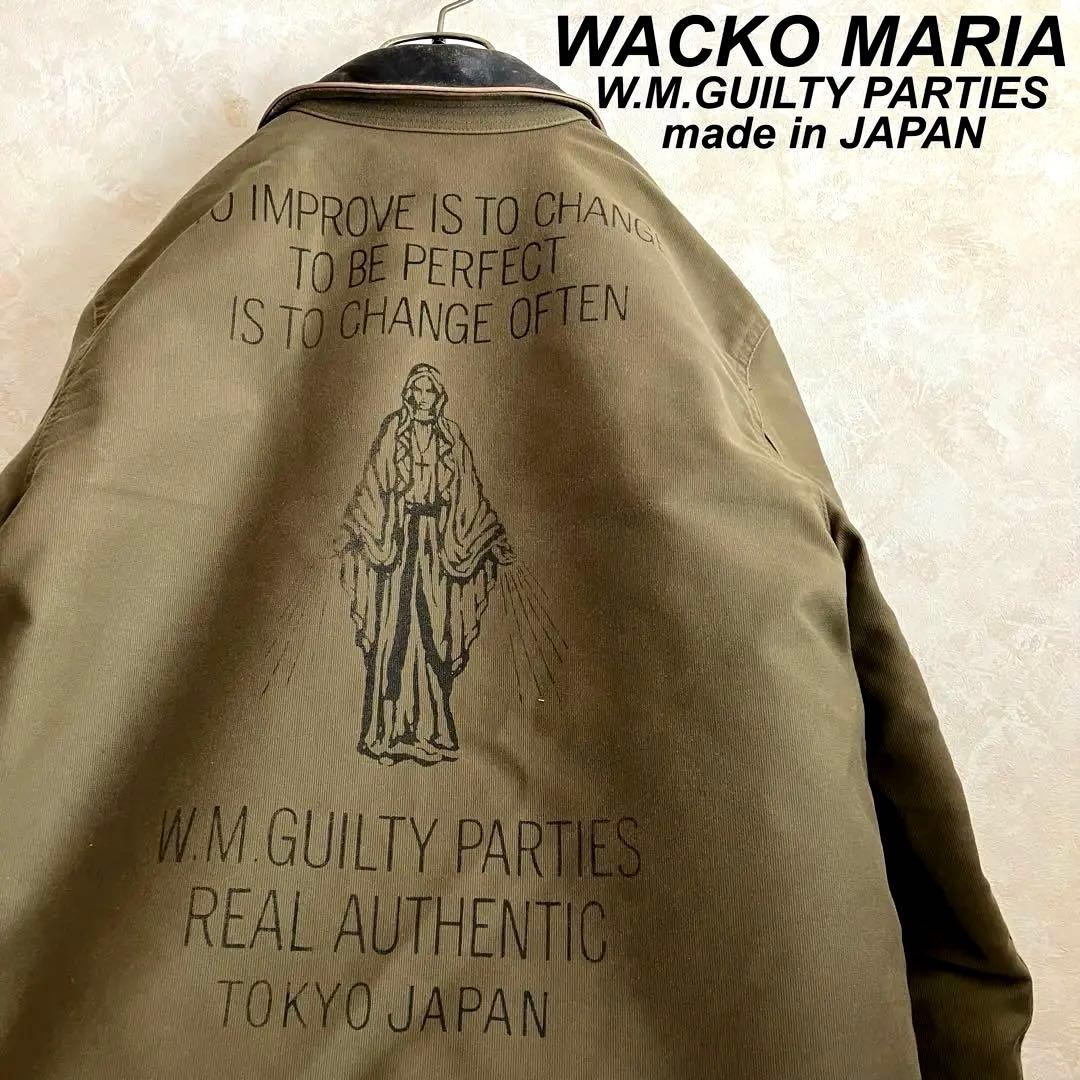 WACKO MARIA
W.M.GUILTY PARTIES
made in JAPAN
O IMPROVE IS TO CHANG
TO BE PERFECT
IS TO CHANGE OFTEN
W.M.GUILTY PARTIES
REAL AUTHENTIC
TOKYO JAPAN